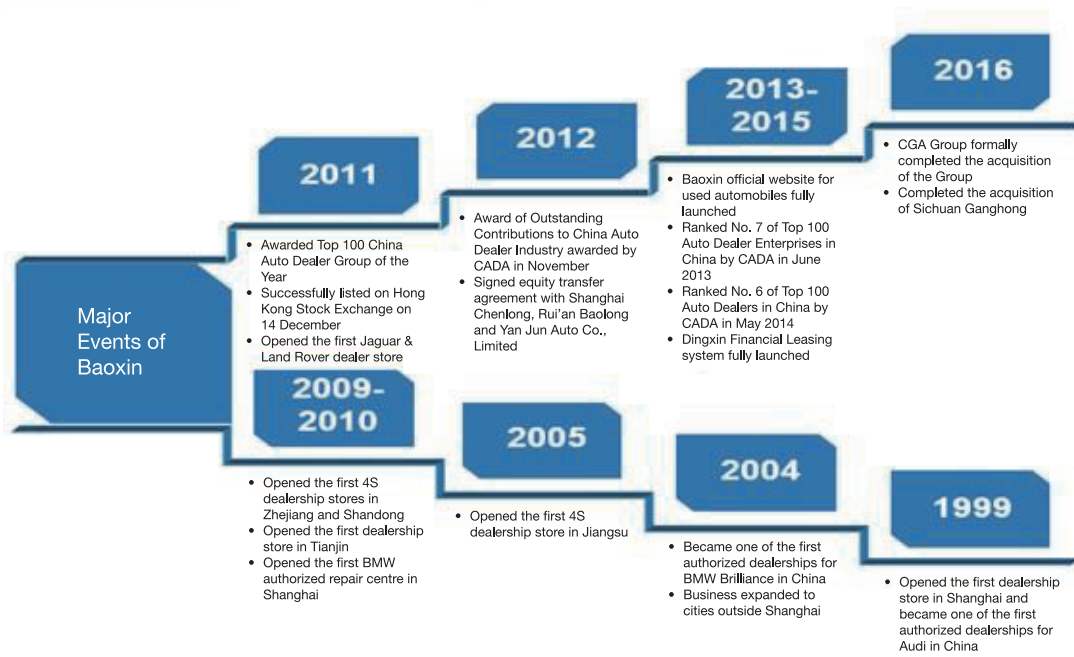 Major
Events of
Baoxin
2011
• Awarded Top 100 China
Auto Dealer Group of the
Year
• Successfully listed on Hong
Kong Stock Exchange on
14 December
• Opened the first Jaguar &
Land Rover dealer store
2012
• Award of Outstanding
Contributions to China Auto
Dealer Industry awarded by
CADA in November
• Signed equity transfer
agreement with Shanghai
Chenlong, Rui'an Baolong
and Yan Jun Auto Co.,
Limited
2013-
2015
• Baoxin official website for
used automobiles fully
launched
• Ranked No. 7 of Top 100
Auto Dealer Enterprises in
China by CADA in June
2013
• Ranked No. 6 of Top 100
Auto Dealers in China by
CADA in May 2014
• Dingxin Financial Leasing
system fully launched
2016
• CGA Group formally
completed the acquisition
of the Group
• Completed the acquisition
of Sichuan Ganghong
2009-
2010
• Opened the first 4S
dealership stores in
Zhejiang and Shandong
• Opened the first dealership
store in Tianjin
• Opened the first BMW
authorized repair centre in
Shanghai
2005
• Opened the first 4S
dealership store in Jiangsu
2004
• Became one of the first
authorized dealerships for
BMW Brilliance in China
• Business expanded to
cities outside Shanghai
1999
• Opened the first dealership
store in Shanghai and
became one of the first
authorized dealerships for
Audi in China